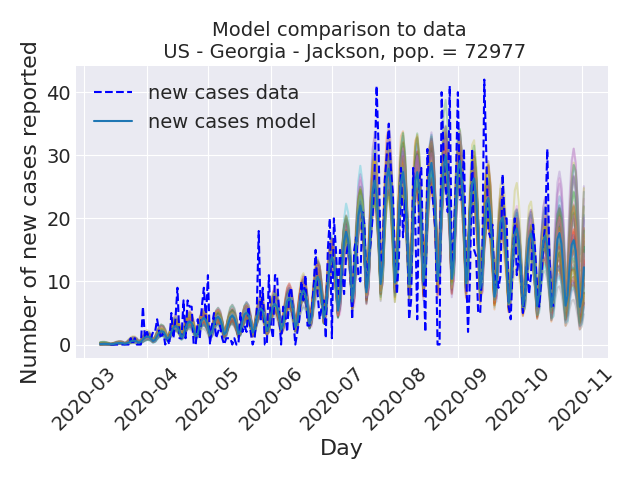 Model comparison to data
US - Georgia - Jackson, pop. = 72977
Number of new cases reported
40
30
20
10
0
new cases data
new cases model
2020-03
2020-04
2020-05
2020-06
2020-07
2020-08
2020-09
2020-10
2020-11
Day